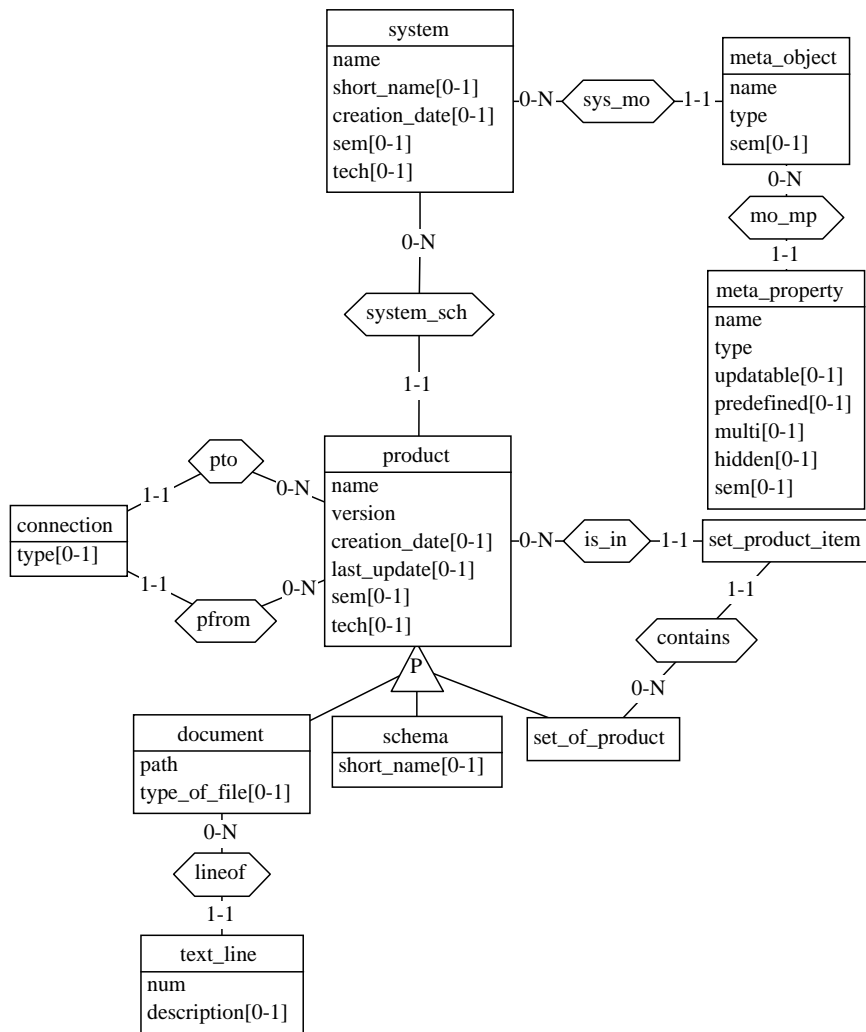 system
name
short_name[0-1]
creation_date[0-1]
sem[0-1]
tech[0-1]
0-N
sys_mo
1-1
meta_object
name
type
sem[0-1]
0-N
mo_mp
1-1
meta_property
name
type
updatable[0-1]
predefined[0-1]
multi[0-1]
hidden[0-1]
sem[0-1]
0-N
system_sch
1-1
product
name
version
creation_date[0-1]
last_update[0-1]
sem[0-1]
tech[0-1]
pto
1-1
0-N
connection
type[0-1]
1-1
0-N
pfrom
0-N
is_in
1-1
set_product_item
1-1
contains
0-N
P
document
path
type_of_file[0-1]
schema
short_name[0-1]
set_of_product
0-N
lineof
1-1
text_line
num
description[0-1]